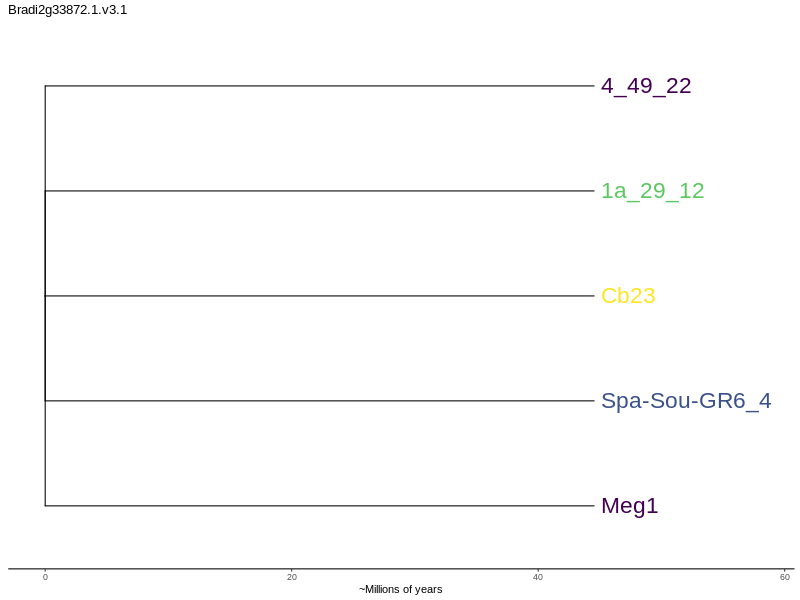 Bradi2g33872.1.v3.1
4_49_22
1a_29_12
Cb23
Spa-Sou-GR6_4
Meg1
0 20 40 60
~Millions of years